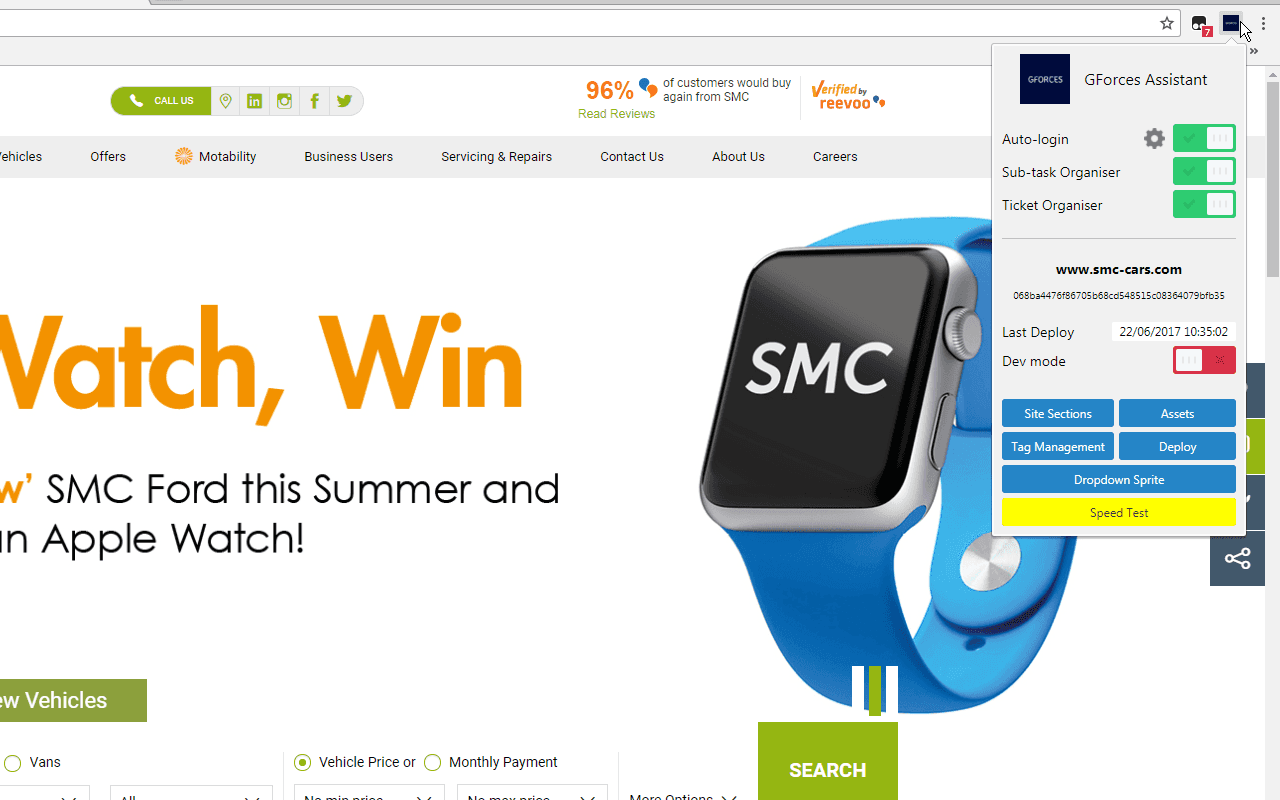 7
»
CALL US
96%
of customers would buy
again from SMC
Read Reviews
Verified by
reevoo
ehicles
Offers
Motability
Business Users
Servicing & Repairs
Contact Us
About Us
Careers
GFORCES
GForces Assistant
Auto-login
Sub-task Organiser
Ticket Organiser
www.smc-cars.com
068ba4476f86705b68cd548515c08364079bfb35
Last Deploy
22/06/2017 10:35:02
Dev mode
Site Sections
Assets
Tag Management
Deploy
Dropdown Sprite
Speed Test
Watch, Win
SMC
w' SMC Ford this Summer and
an Apple Watch!
ew Vehicles
Vans
Vehicle Price or
Monthly Payment
All
No min price
No max price
More Options
SEARCH